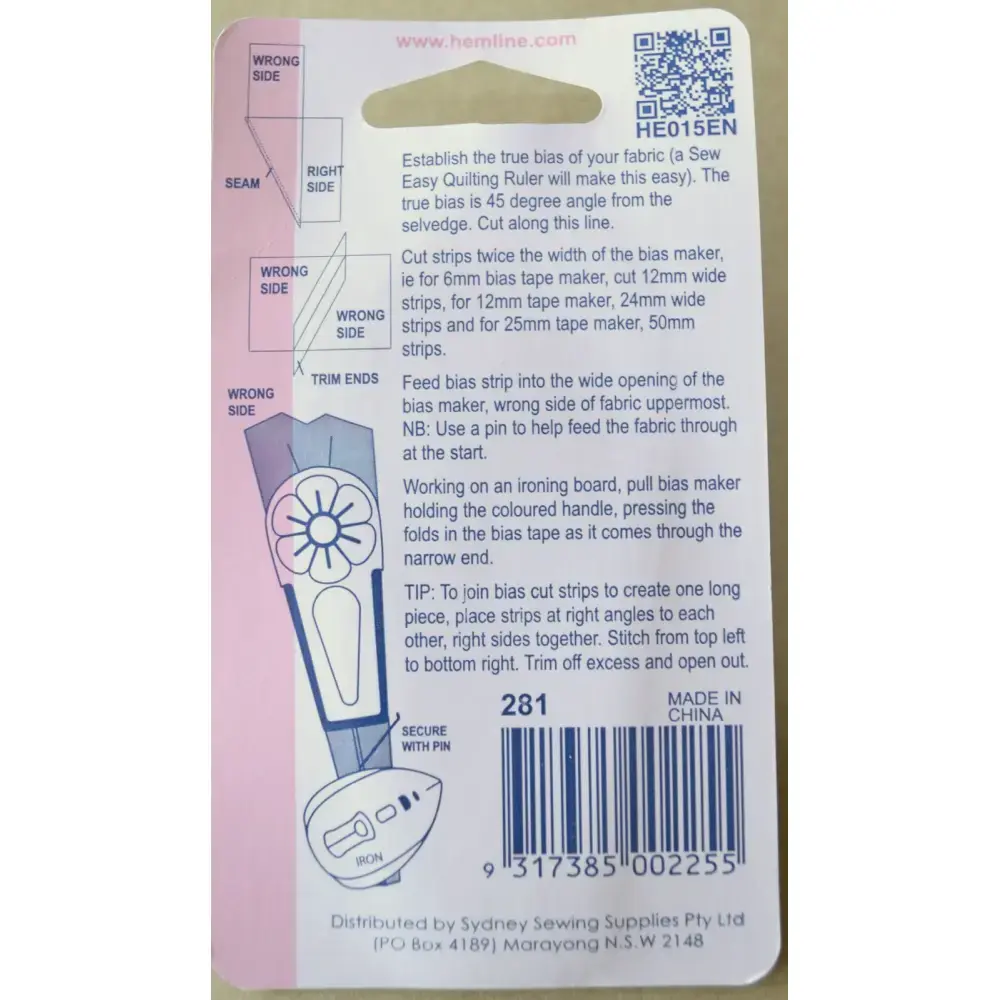 www.hemline.com
HE015EN
WRONG
SIDE
SEAM
RIGHT
SIDE
WRONG
SIDE
WRONG
SIDE
TRIM ENDS
WRONG
SIDE
Establish the true bias of your fabric (a Sew
Easy Quilting Ruler will make this easy). The
true bias is 45 degree angle from the
selvedge. Cut along this line.
Cut strips twice the width of the bias maker,
ie for 6mm bias tape maker, cut 12mm wide
strips, for 12mm tape maker, 24mm wide
strips and for 25mm tape maker, 50mm
strips.
Feed bias strip into the wide opening of the
bias maker, wrong side of fabric uppermost.
NB: Use a pin to help feed the fabric through
at the start.
Working on an ironing board, pull bias maker
holding the coloured handle, pressing the
folds in the bias tape as it comes through the
narrow end.
TIP: To join bias cut strips to create one long
piece, place strips at right angles to each
other, right sides together. Stitch from top left
to bottom right. Trim off excess and open out.
SECURE
WITH PIN
IRON
281
MADE IN
CHINA
9 317385 002255
Distributed by Sydney Sewing Supplies Pty Ltd
(PO Box 4189) Marayong N.S.W 2148